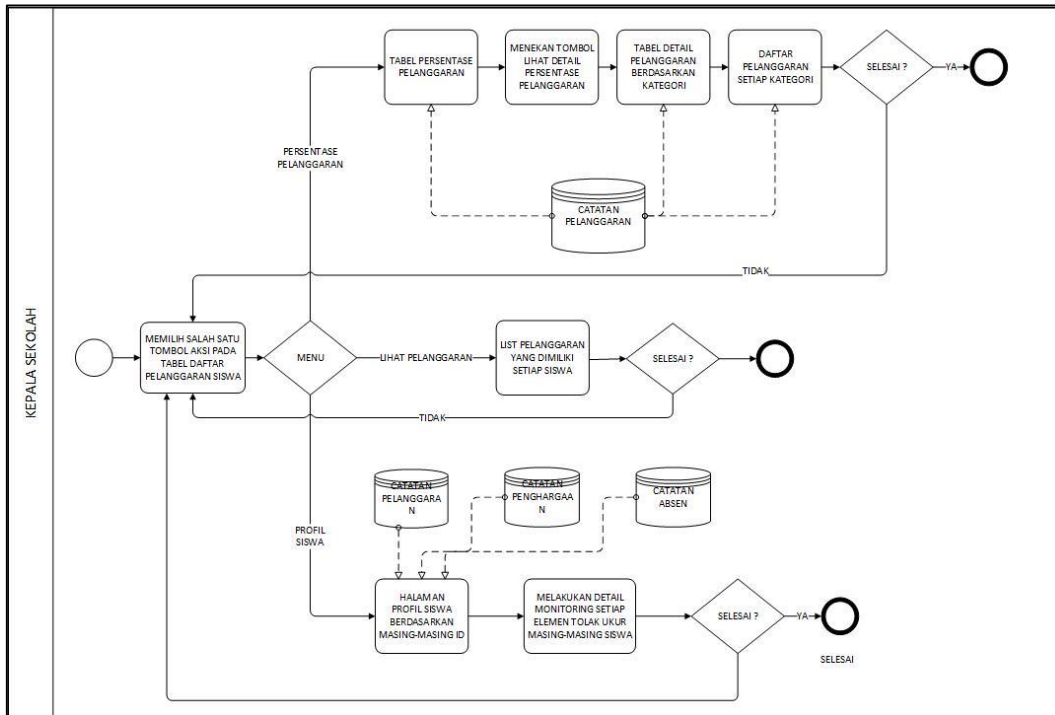 KEPALA SEKOLAH
TABEL PERSENTASE
PELANGGARAN
MENEKAN TOMBOL
LIHAT DETAIL
PERSENTASE
PELANGGARAN
TABEL DETAIL
PELANGGARAN
BERDASARKAN
KATEGORI
DAFTAR
PELANGGARAN
SETIAP KATEGORI
SELESAI ?
YA
PERSENTASE
PELANGGARAN
CATATAN
PELANGGARAN
TIDAK
MEMILIH SALAH SATU
TOMBOL AKSI PADA
TABEL DAFTAR
PELANGGARAN SISWA
MENU
LIHAT PELANGGARAN
LIST PELANGGARAN
YANG DIMILIKI
SETIAP SISWA
SELESAI ?
TIDAK
CATATAN
PELANGGARA
N
CATATAN
PENGHARGAA
N
CATATAN
ABSEN
PROFIL
SISWA
HALAMAN
PROFIL SISWA
BERDASARKAN
MASING-MASING ID
MELAKUKAN DETAIL
MONITORING SETIAP
ELEMEN TOLAK UKUR
MASING-MASING SISWA
SELESAI ?
YA
SELESAI